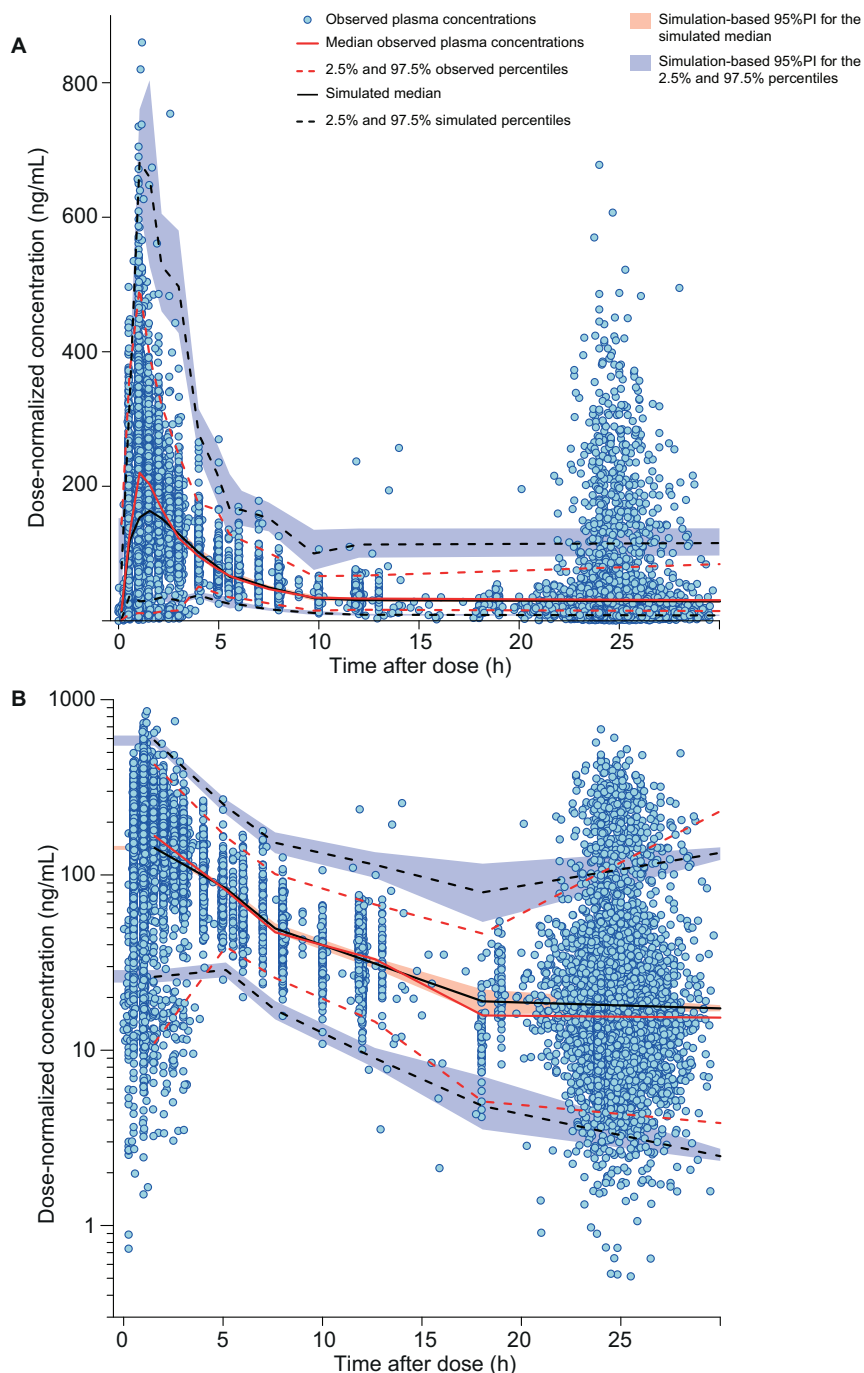 A
Observed plasma concentrations
Median observed plasma concentrations
2.5% and 97.5% observed percentiles
Simulated median
2.5% and 97.5% simulated percentiles
Simulation-based 95%PI for the
simulated median
Simulation-based 95%PI for the
2.5% and 97.5% percentiles
Dose-normalized concentration (ng/mL)
800
600
400
200
0 5 10 15 20 25
Time after dose (h)
B
Dose-normalized concentration (ng/mL)
1000
100
10
1
0 5 10 15 20 25
Time after dose (h)